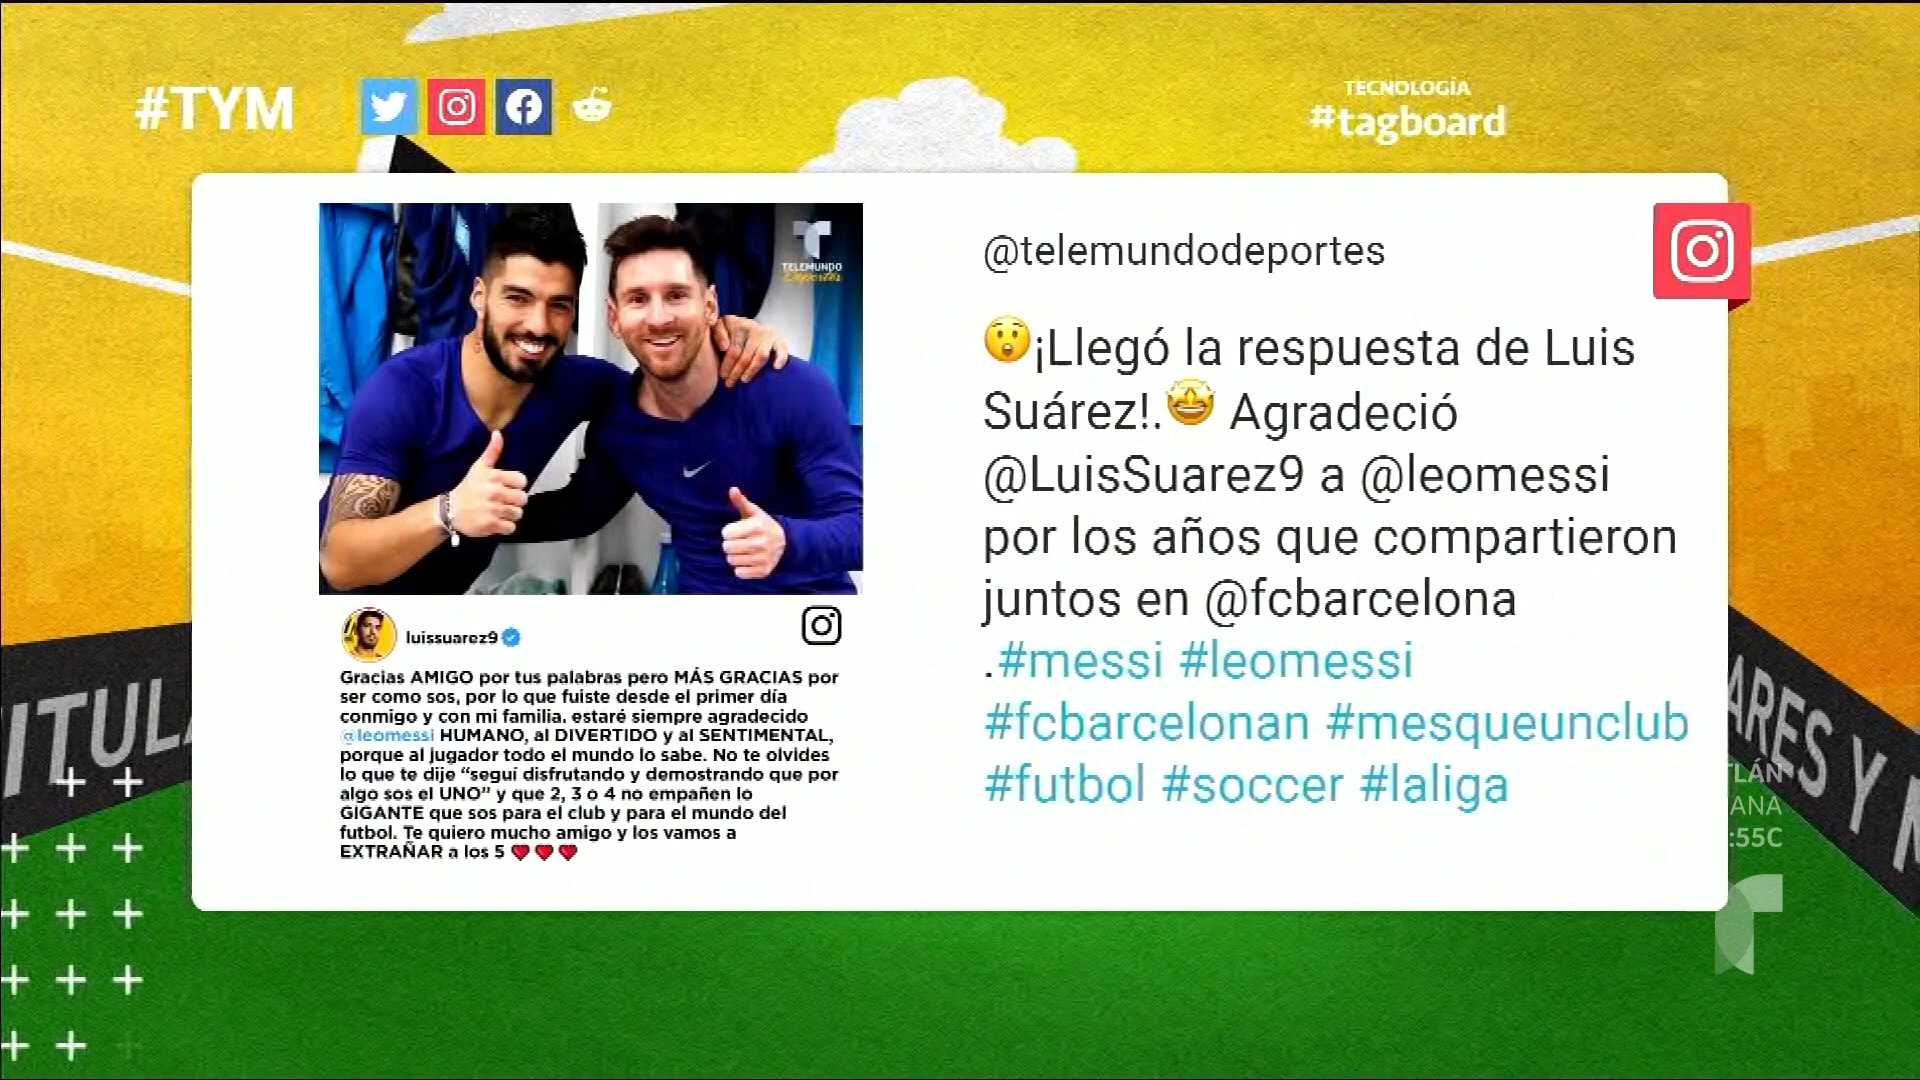 #TYM
TECNOLOGÍA
#tagboard
TELEMUNDO
Deportes
@telemundodeportes
😲¡Llegó la respuesta de Luis
Suárez!.🤩 Agradeció
@LuisSuarez9 a @leomessi
por los años que compartieron
juntos en @fcbarcelona
.#messi #leomessi
#fcbarcelonan #mesqueunclub
#futbol #soccer #laliga
luissuarez9
Gracias AMIGO por tus palabras pero MÁS GRACIAS por
ser como sos, por lo que fuiste desde el primer día
conmigo y con mi familia. estaré siempre agradecido
@leomessi HUMANO, al DIVERTIDO y al SENTIMENTAL,
porque al jugador todo el mundo lo sabe. No te olvides
lo que te dije “seguí disfrutando y demostrando que por
algo sos el UNO” y que 2, 3 o 4 no empañen lo
GIGANTE que sos para el club y para el mundo del
futbol. Te quiero mucho amigo y los vamos a
EXTRAÑAR a los 5 ❤❤❤
ITULA
ARES Y M
TLÁN
ANA
:55C